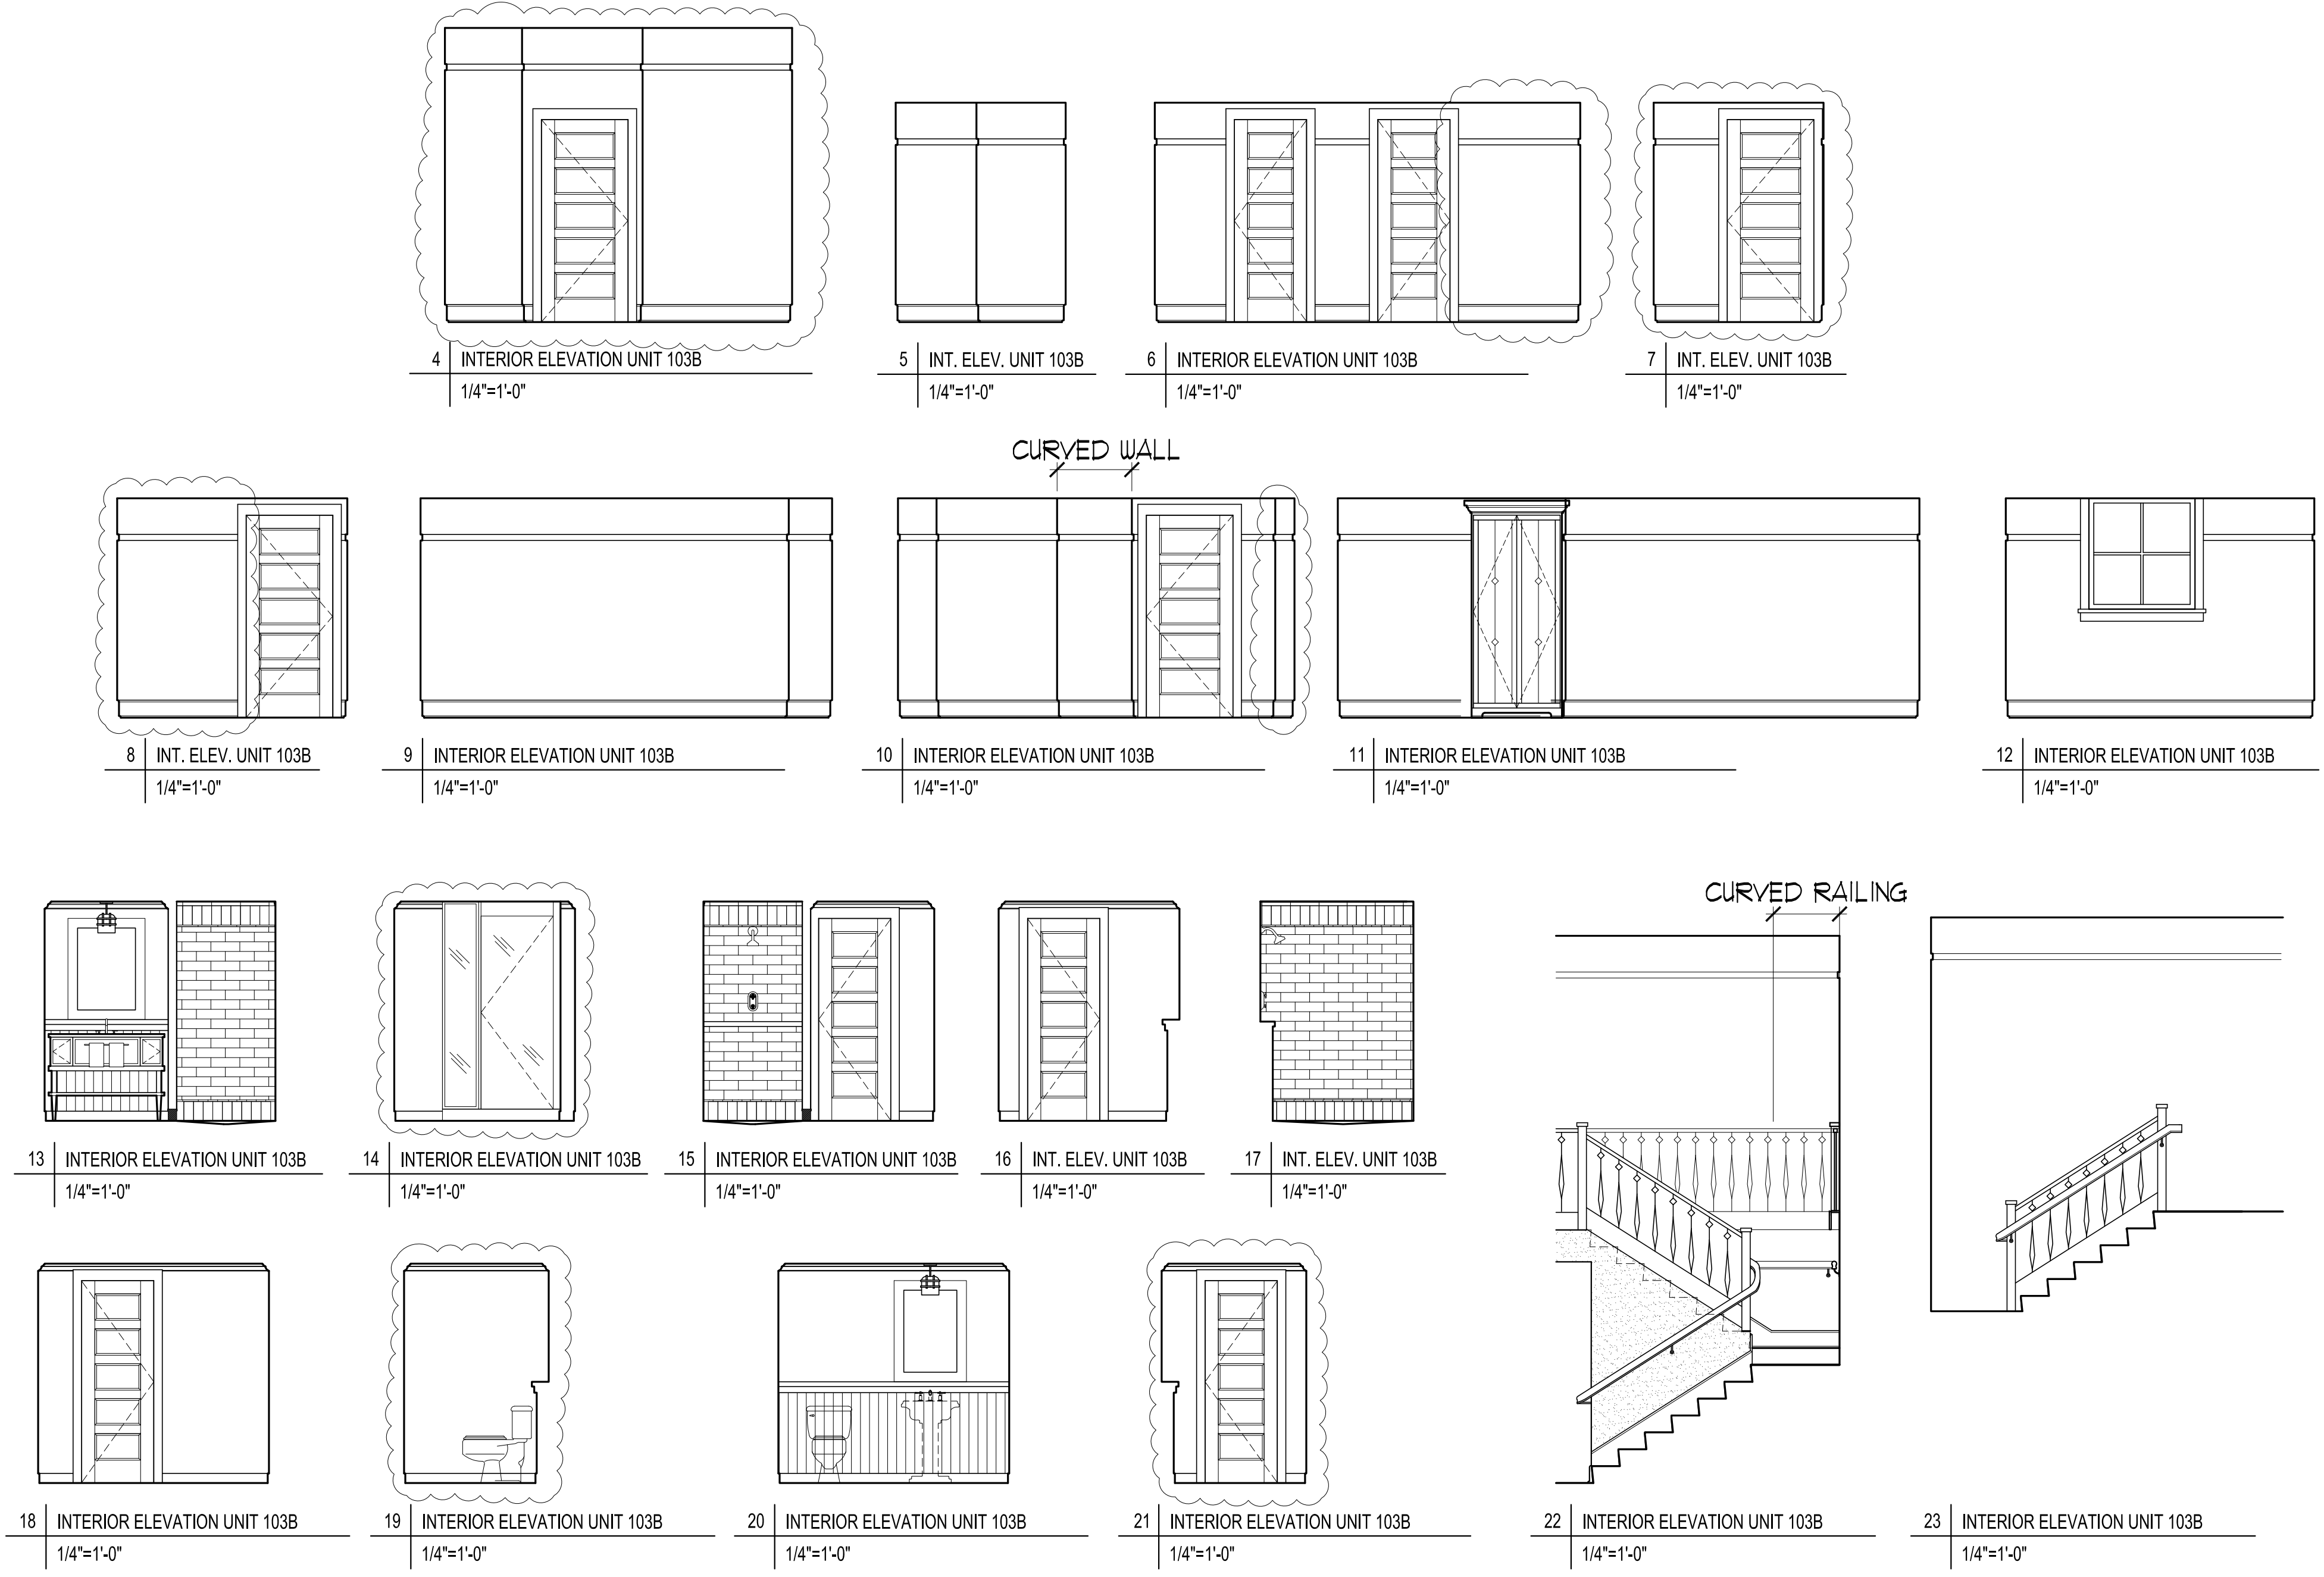 4 INTERIOR ELEVATION UNIT 103B
1/4"=1'-0"
5 INT. ELEV. UNIT 103B
1/4"=1'-0"
6 INTERIOR ELEVATION UNIT 103B
1/4"=1'-0"
7 INT. ELEV. UNIT 103B
1/4"=1'-0"
CURVED WALL
8 INT. ELEV. UNIT 103B
1/4"=1'-0"
9 INTERIOR ELEVATION UNIT 103B
1/4"=1'-0"
10 INTERIOR ELEVATION UNIT 103B
1/4"=1'-0"
11 INTERIOR ELEVATION UNIT 103B
1/4"=1'-0"
12 INTERIOR ELEVATION UNIT 103B
1/4"=1'-0"
CURVED RAILING
13 INTERIOR ELEVATION UNIT 103B
1/4"=1'-0"
14 INTERIOR ELEVATION UNIT 103B
1/4"=1'-0"
15 INTERIOR ELEVATION UNIT 103B
1/4"=1'-0"
16 INT. ELEV. UNIT 103B
1/4"=1'-0"
17 INT. ELEV. UNIT 103B
1/4"=1'-0"
18 INTERIOR ELEVATION UNIT 103B
1/4"=1'-0"
19 INTERIOR ELEVATION UNIT 103B
1/4"=1'-0"
20 INTERIOR ELEVATION UNIT 103B
1/4"=1'-0"
21 INTERIOR ELEVATION UNIT 103B
1/4"=1'-0"
22 INTERIOR ELEVATION UNIT 103B
1/4"=1'-0"
23 INTERIOR ELEVATION UNIT 103B
1/4"=1'-0"